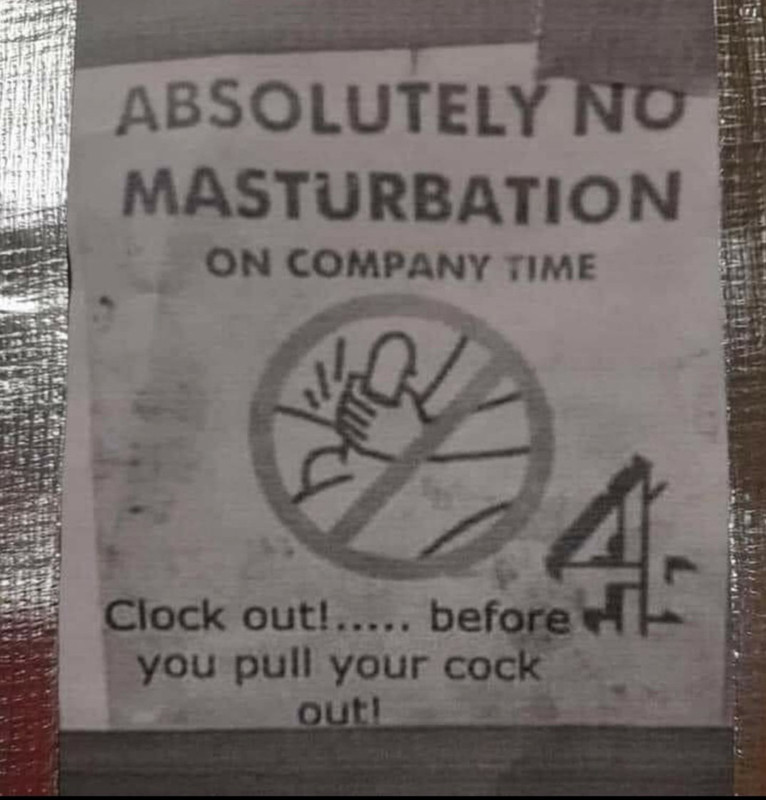 ABSOLUTELY NO
MASTURBATION
ON COMPANY TIME
Clock out!..... before
you pull your cock
out!